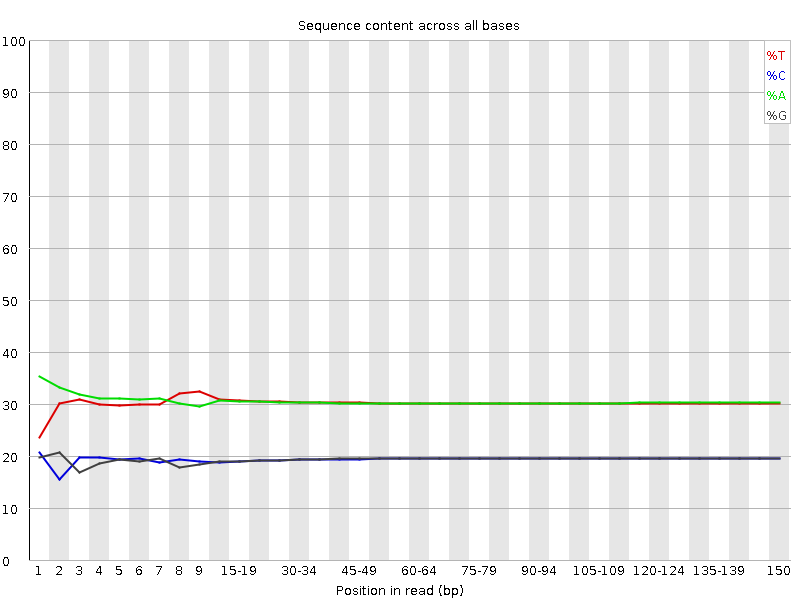 Sequence content across all bases
100
90
80
70
60
50
40
30
20
10
0
%T
%C
%A
%G
1 2 3 4 5 6 7 8 9 15-19 30-34 45-49 60-64 75-79 90-94 105-109 120-124 135-139 150
Position in read (bp)